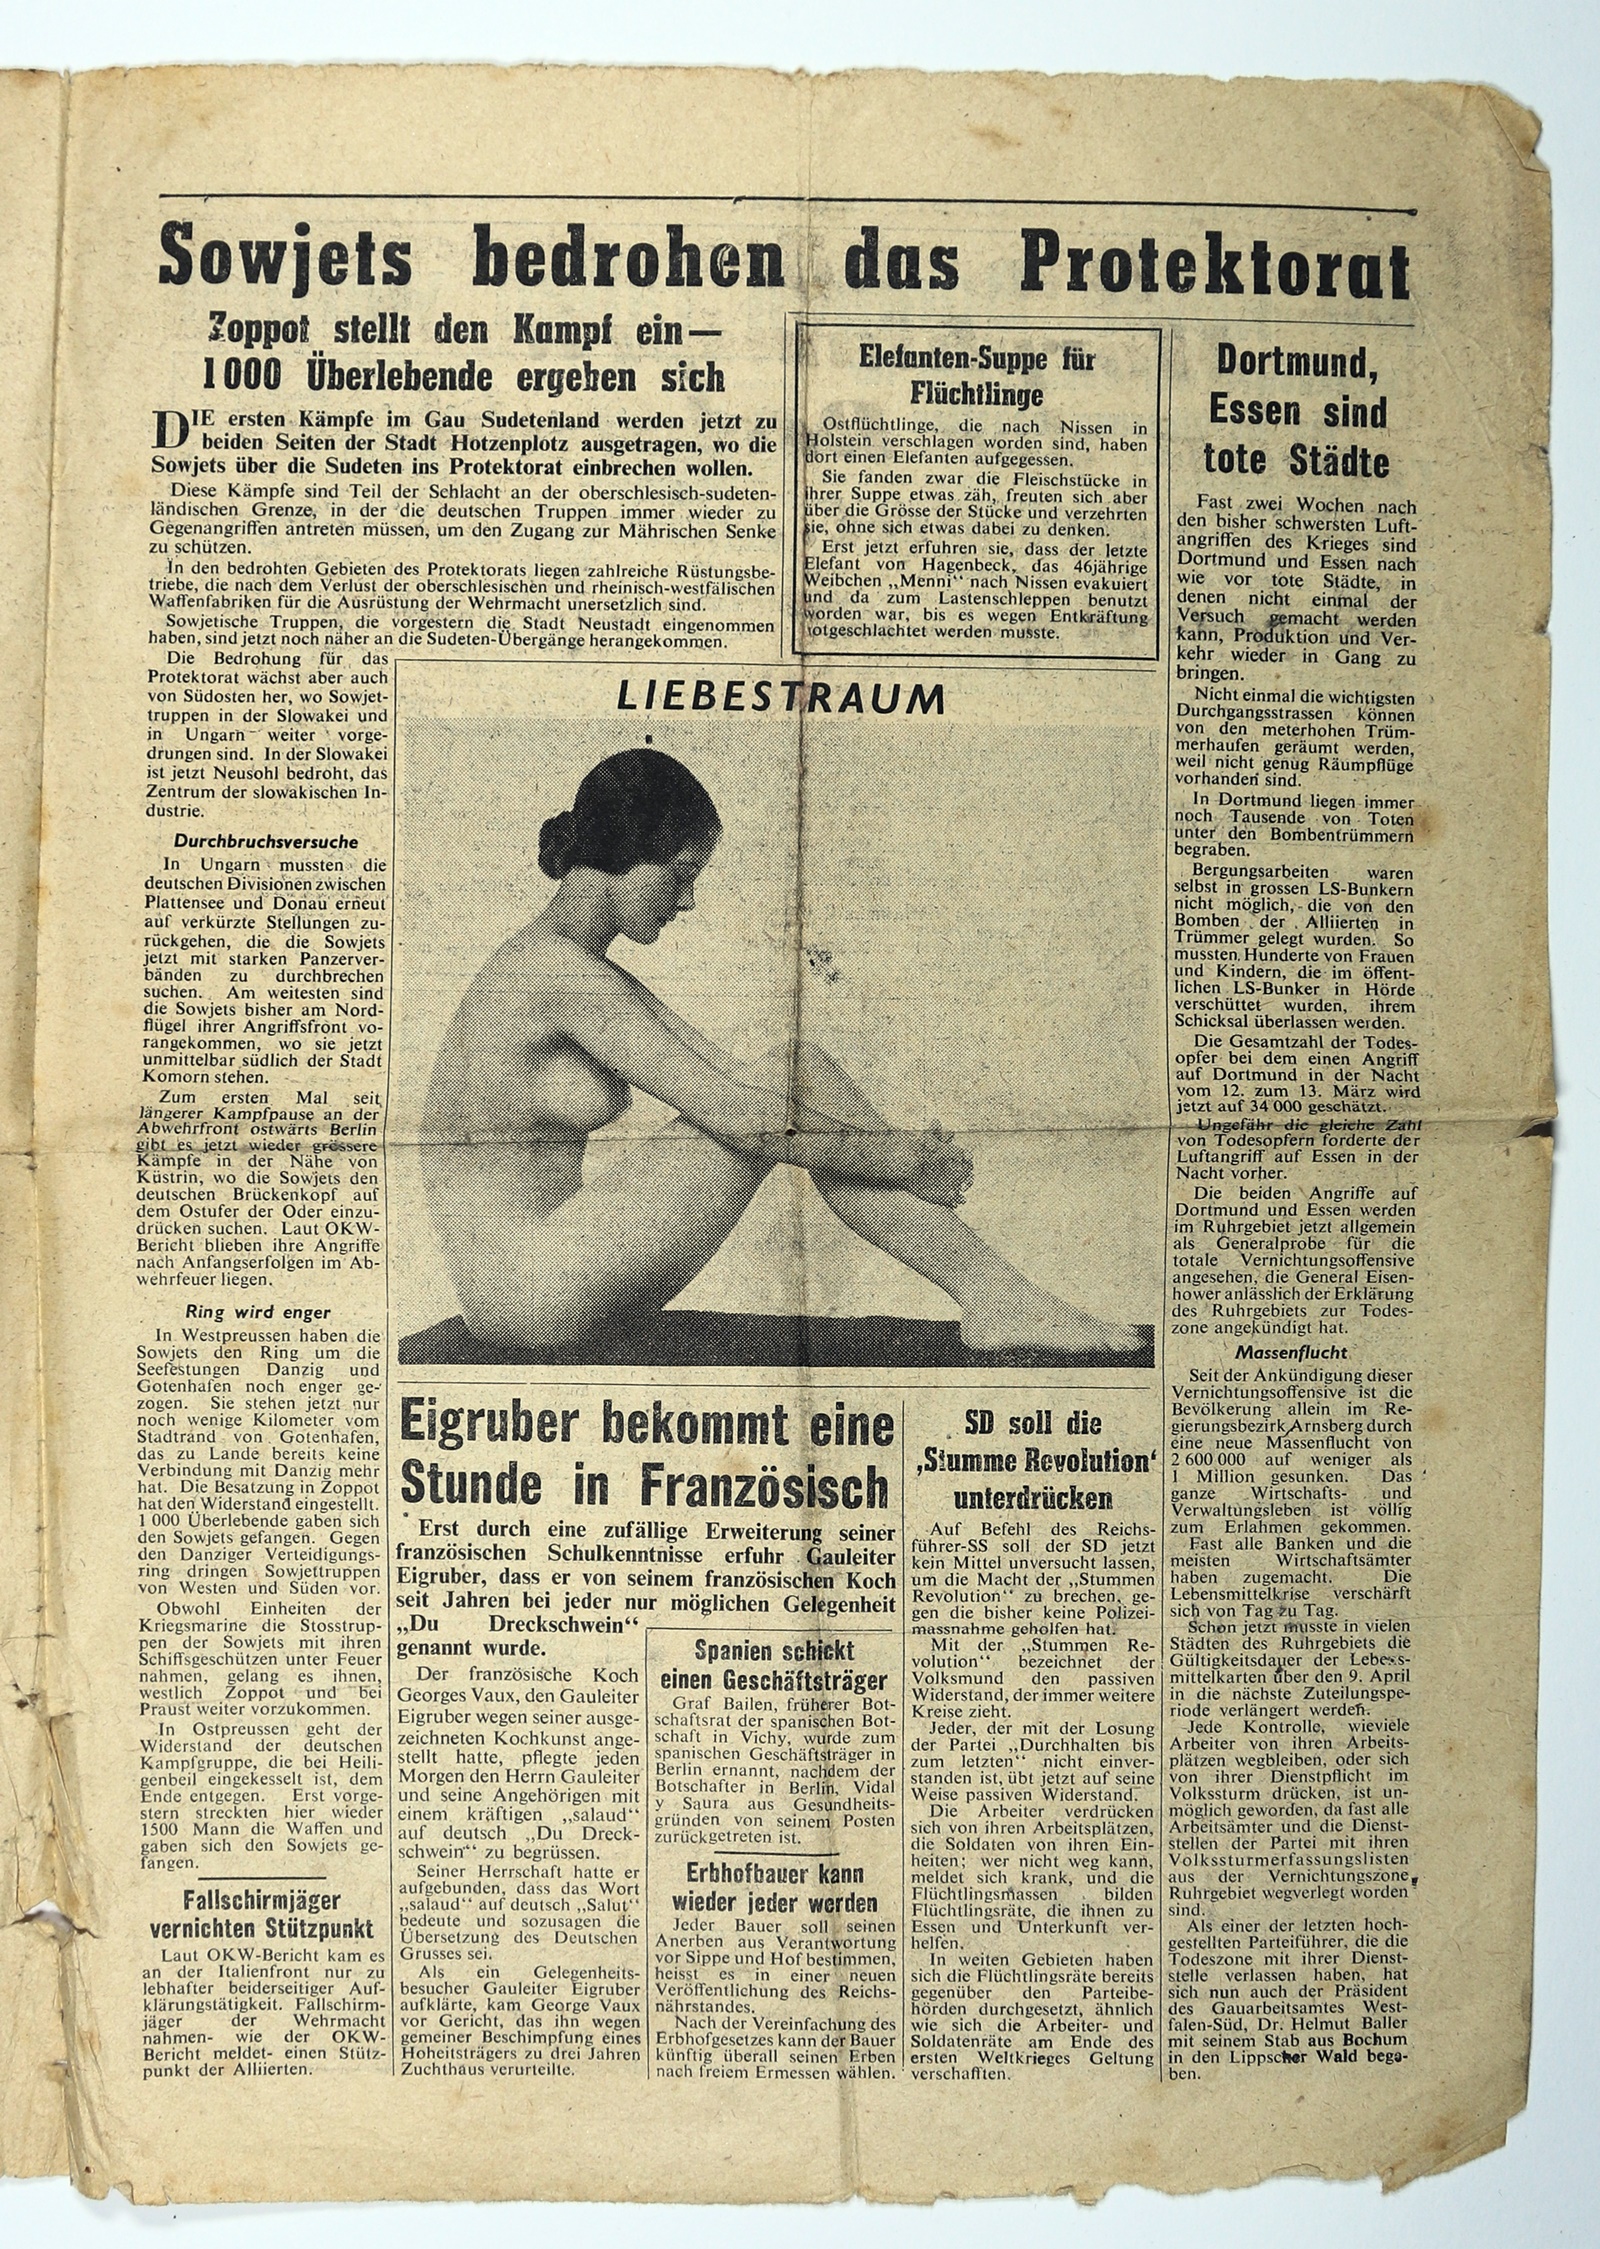 Sowjets bedrohen das Protektorat
Zoppot stellt den Kampf ein—
1000 Überlebende ergeben sich
DIE ersten Kämpfe im Gau Sudetenland werden jetzt zu
beiden Seiten der Stadt Hotzenplotz ausgetragen, wo die
Sowjets über die Sudeten ins Protektorat einbrechen wollen.
Diese Kämpfe sind Teil der Schlacht an der oberschlesisch-sudeten-
ländischen Grenze, in der die deutschen Truppen immer wieder zu
Gegenangriffen antreten müssen, um den Zugang zur Mährischen Senke
zu schützen.
In den bedrohten Gebieten des Protektorats liegen zahlreiche Rüstungsbe-
triebe, die nach dem Verlust der oberschlesischen und rheinisch-westfälischen
Waffenfabriken für die Ausrüstung der Wehrmacht unersetzlich sind.
Sowjetische Truppen, die vorgestern die Stadt Neustadt eingenommen
haben, sind jetzt noch näher an die Sudeten-Übergänge herangekommen.
Die Bedrohung für das
Protektorat wächst aber auch
von Südosten her, wo Sowjet-
truppen in der Slowakei und
in Ungarn weiter vorge-
drungen sind. In der Slowakei
ist jetzt Neusohl bedroht, das
Zentrum der slowakischen In-
dustrie.
Durchbruchsversuche
In Ungarn mussten die
deutschen Divisionen zwischen
Plattensee und Donau erneut
auf verkürzte Stellungen zu-
rückgehen, die die Sowjets
jetzt mit starken Panzerver-
bänden zu durchbrechen
suchen. Am weitesten sind
die Sowjets bisher am Nord-
flügel ihrer Angriffsfront vo-
rangekommen, wo sie jetzt
unmittelbar südlich der Stadt
Komorn stehen.
Zum ersten Mal seit
längerer Kampfpause an der
Abwehrfront ostwärts Berlin
gibt es jetzt wieder grössere
Kämpfe in der Nähe von
Küstrin, wo die Sowjets den
deutschen Brückenkopf auf
dem Ostufer der Oder einzu-
drücken suchen. Laut OKW-
Bericht blieben ihre Angriffe
nach Anfangserfolgen im Ab-
wehrfeuer liegen.
Ring wird enger
In Westpreussen haben die
Sowjets den Ring um die
Seefestungen Danzig und
Gotenhafen noch enger ge-
zogen. Sie stehen jetzt nur
noch wenige Kilometer vom
Stadtrand von Gotenhafen,
das zu Lande bereits keine
Verbindung mit Danzig mehr
hat. Die Besatzung in Zoppot
hat den Widerstand eingestellt.
1 000 Überlebende gaben sich
den Sowjets gefangen. Gegen
den Danziger Verteidigungs-
ring dringen Sowjettruppen
von Westen und Süden vor.
Obwohl Einheiten der
Kriegsmarine die Stosstrup-
pen der Sowjets mit ihren
Schiffsgeschützen unter Feuer
nahmen, gelang es ihnen,
westlich Zoppot und bei
Praust weiter vorzukommen.
In Ostpreussen geht der
Widerstand der deutschen
Kampfgruppe, die bei Heili-
genbeil eingekesselt ist, dem
Ende entgegen. Erst vorge-
stern streckten hier wieder
1500 Mann die Waffen und
gaben sich den Sowjets ge-
fangen.
Fallschirmjäger
vernichten Stützpunkt
Laut OKW-Bericht kam es
an der Italienfront nur zu
lebhafter beiderseitiger Auf-
klärungstätigkeit. Fallschirm-
jäger der Wehrmacht
nahmen- wie der OKW-
Bericht meldet- einen Stütz-
punkt der Alliierten.
Elefanten-Suppe für
Flüchtlinge
Ostflüchtlinge, die nach Nissen in
Holstein verschlagen worden sind, haben
dort einen Elefanten aufgegessen.
Sie fanden zwar die Fleischstücke in
ihrer Suppe etwas zäh, freuten sich aber
über die Grösse der Stücke und verzehrten
sie, ohne sich etwas dabei zu denken.
Erst jetzt erfuhren sie, dass der letzte
Elefant von Hagenbeck, das 46jährige
Weibchen „Menni“ nach Nissen evakuiert
und da zum Lastenschleppen benutzt
worden war, bis es wegen Entkräftung
notgeschlachtet werden musste.
LIEBESTRAUM
Eigruber bekommt eine
Stunde in Französisch
Erst durch eine zufällige Erweiterung seiner
französischen Schulkenntnisse erfuhr Gauleiter
Eigruber, dass er von seinem französischen Koch
seit Jahren bei jeder nur möglichen Gelegenheit
„Du Dreckschwein“
genannt wurde.
Der französische Koch
Georges Vaux, den Gauleiter
Eigruber wegen seiner ausge-
zeichneten Kochkunst ange-
stellt hatte, pflegte jeden
Morgen den Herrn Gauleiter
und seine Angehörigen mit
einem kräftigen „salaud“
auf deutsch „Du Dreck-
schwein“ zu begrüssen.
Seiner Herrschaft hatte er
aufgebunden, dass das Wort
„salaud“ auf deutsch „Salut“
bedeute und sozusagen die
Übersetzung des Deutschen
Grusses sei.
Als ein Gelegenheits-
besucher Gauleiter Eigruber
aufklärte, kam George Vaux
vor Gericht, das ihn wegen
gemeiner Beschimpfung eines
Hoheitsträgers zu drei Jahren
Zuchthaus verurteilte.
Spanien schickt
einen Geschäftsträger
Graf Bailen, früherer Bot-
schaftsrat der spanischen Bot-
schaft in Vichy, wurde zum
spanischen Geschäftsträger in
Berlin ernannt, nachdem der
Botschafter in Berlin, Vidal
y Saura aus Gesundheits-
gründen von seinem Posten
zurückgetreten ist.
Erbhofbauer kann
wieder jeder werden
Jeder Bauer soll seinen
Anerben aus Verantwortung
vor Sippe und Hof bestimmen,
heisst es in einer neuen
Veröffentlichung des Reichs-
nährstandes.
Nach der Vereinfachung des
Erbhofgesetzes kann der Bauer
künftig überall seinen Erben
nach freiem Ermessen wählen.
SD soll die
‚Stumme Revolution‘
unterdrücken
Auf Befehl des Reichs-
führer-SS soll der SD jetzt
kein Mittel unversucht lassen,
um die Macht der „Stummen
Revolution“ zu brechen, ge-
gen die bisher keine Polizei-
massnahme geholfen hat.
Mit der „Stummen Re-
volution“ bezeichnet der
Volksmund den passiven
Widerstand, der immer weitere
Kreise zieht.
Jeder, der mit der Losung
der Partei „Durchhalten bis
zum letzten“ nicht einver-
standen ist, übt jetzt auf seine
Weise passiven Widerstand.
Die Arbeiter verdrücken
sich von ihren Arbeitsplätzen,
die Soldaten von ihren Ein-
heiten; wer nicht weg kann,
meldet sich krank, und die
Flüchtlingsmassen bilden
Flüchtlingsräte, die ihnen zu
Essen und Unterkunft ver-
helfen.
In weiten Gebieten haben
sich die Flüchtlingsräte bereits
gegenüber den Parteibe-
hörden durchgesetzt, ähnlich
wie sich die Arbeiter- und
Soldatenräte am Ende des
ersten Weltkrieges Geltung
verschafften.
Dortmund,
Essen sind
tote Städte
Fast zwei Wochen nach
den bisher schwersten Luft-
angriffen des Krieges sind
Dortmund und Essen nach
wie vor tote Städte, in
denen nicht einmal der
Versuch gemacht werden
kann, Produktion und Ver-
kehr wieder in Gang zu
bringen.
Nicht einmal die wichtigsten
Durchgangsstrassen können
von den meterhohen Trüm-
merhaufen geräumt werden,
weil nicht genug Räumpflüge
vorhanden sind.
In Dortmund liegen immer
noch Tausende von Toten
unter den Bombentrümmern
begraben.
Bergungsarbeiten waren
selbst in grossen LS-Bunkern
nicht möglich, die von den
Bomben der Alliierten in
Trümmer gelegt wurden. So
mussten Hunderte von Frauen
und Kindern, die im öffent-
lichen LS-Bunker in Hörde
verschüttet wurden, ihrem
Schicksal überlassen werden.
Die Gesamtzahl der Todes-
opfer bei dem einen Angriff
auf Dortmund in der Nacht
vom 12. zum 13. März wird
jetzt auf 34 000 geschätzt.
Ungefähr die gleiche Zahl
von Todesopfern forderte der
Luftangriff auf Essen in der
Nacht vorher.
Die beiden Angriffe auf
Dortmund und Essen werden
im Ruhrgebiet jetzt allgemein
als Generalprobe für die
totale Vernichtungsoffensive
angesehen, die General Eisen-
hower anlässlich der Erklärung
des Ruhrgebiets zur Todes-
zone angekündigt hat.
Massenflucht
Seit der Ankündigung dieser
Vernichtungsoffensive ist die
Bevölkerung allein im Re-
gierungsbezirk Arnsberg durch
eine neue Massenflucht von
2 600 000 auf weniger als
1 Million gesunken. Das
ganze Wirtschafts- und
Verwaltungsleben ist völlig
zum Erlahmen gekommen.
Fast alle Banken und die
meisten Wirtschaftsämter
haben zugemacht. Die
Lebensmittelkrise verschärft
sich von Tag zu Tag.
Schon jetzt musste in vielen
Städten des Ruhrgebiets die
Gültigkeitsdauer der Lebens-
mittelkarten über den 9. April
in die nächste Zuteilungspe-
riode verlängert werden.
Jede Kontrolle, wieviele
Arbeiter von ihren Arbeits-
plätzen wegbleiben, oder sich
von ihrer Dienstpflicht im
Volkssturm drücken, ist un-
möglich geworden, da fast alle
Arbeitsämter und die Dienst-
stellen der Partei mit ihren
Volkssturmerfassungslisten
aus der Vernichtungszone
Ruhrgebiet wegverlegt worden
sind.
Als einer der letzten hoch-
gestellten Parteiführer, die die
Todeszone mit ihrer Dienst-
stelle verlassen haben, hat
sich nun auch der Präsident
des Gauarbeitsamtes West-
falen-Süd, Dr. Helmut Baller
mit seinem Stab aus Bochum
in den Lippscher Wald bege-
ben.